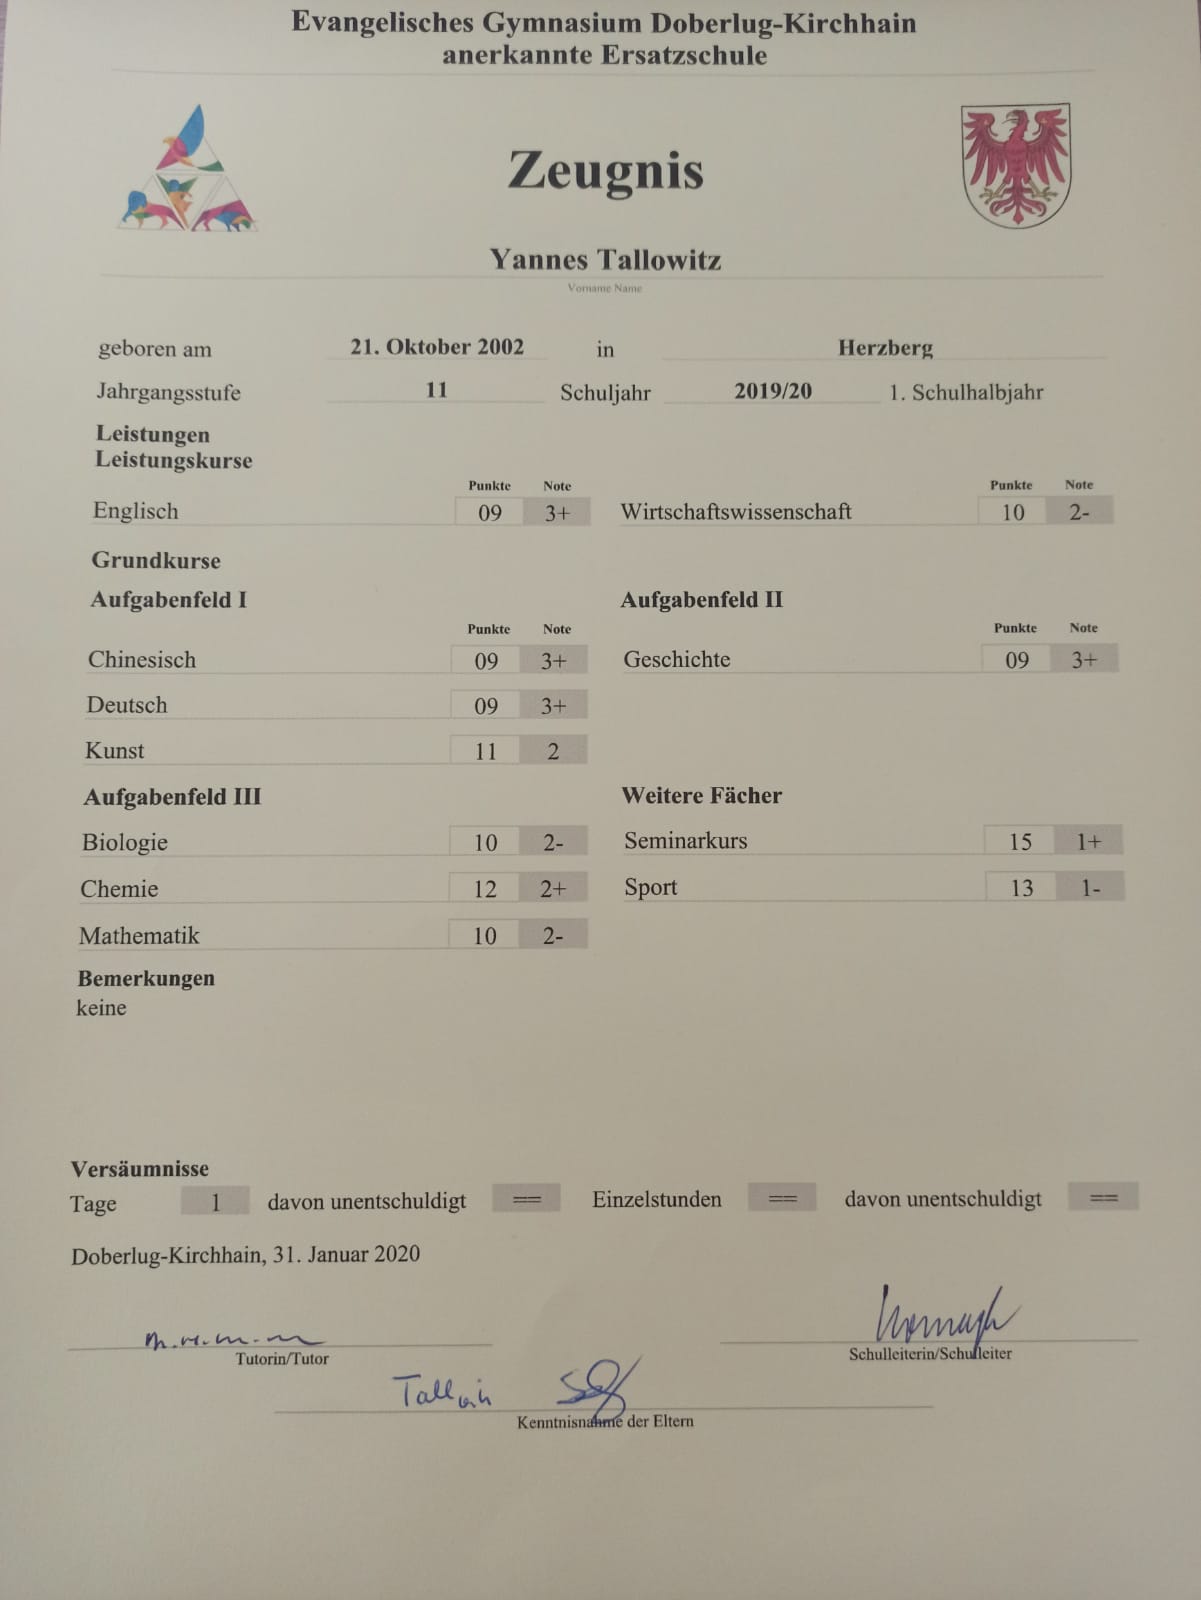 Evangelisches Gymnasium Doberlug-Kirchhain
anerkannte Ersatzschule
Zeugnis
Yannes Tallowitz
Vorname Name
geboren am 21. Oktober 2002 in Herzberg
Jahrgangsstufe 11 Schuljahr 2019/20 1. Schulhalbjahr
Leistungen
Leistungskurse
Punkte Note Punkte Note
Englisch 09 3+ Wirtschaftswissenschaft 10 2-
Grundkurse
Aufgabenfeld I Aufgabenfeld II
Punkte Note Punkte Note
Chinesisch 09 3+ Geschichte 09 3+
Deutsch 09 3+
Kunst 11 2
Aufgabenfeld III Weitere Fächer
Biologie 10 2- Seminarkurs 15 1+
Chemie 12 2+ Sport 13 1-
Mathematik 10 2-
Bemerkungen
keine
Versäumnisse
Tage 1 davon unentschuldigt == Einzelstunden == davon unentschuldigt ==
Doberlug-Kirchhain, 31. Januar 2020
Tutorin/Tutor Schulleiterin/Schulleiter
Kenntnisnahme der Eltern